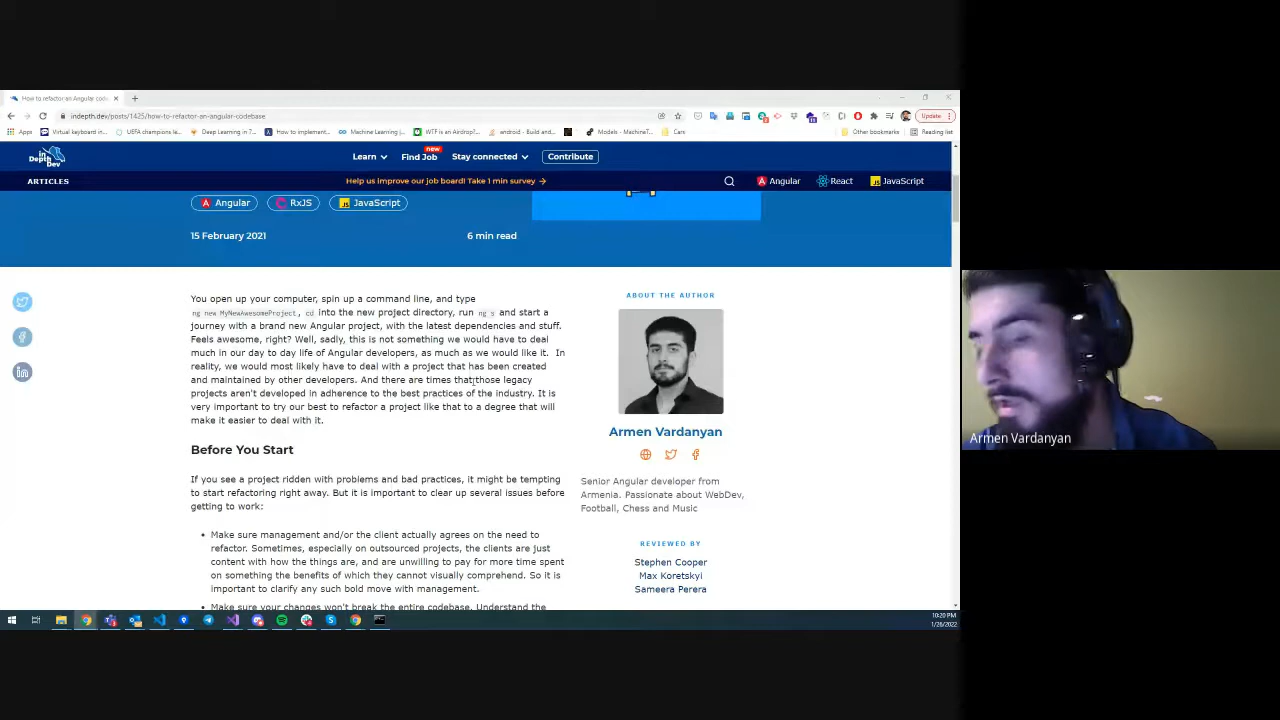 How to refactor an Angular code
indepth.dev/posts/1425/how-to-refactor-an-angular-codebase
Update
Apps
Virtual keyboard in...
UEFA champions le...
Deep Learning in 7...
How to implement...
Machine Learning j...
WTF is an AirdropT...
android - Build and...
Models - MachineT...
Cars
Other bookmarks
Reading list
in Depth Dev
Learn
Find Job
new
Stay connected
Contribute
ARTICLES
Help us improve our job board! Take 1 min survey →
Angular
React
JavaScript
Angular
RxJS
JavaScript
15 February 2021
6 min read
You open up your computer, spin up a command line, and type
ng new MyNewAwesomeProject, cd into the new project directory, run ng s and start a
journey with a brand new Angular project, with the latest dependencies and stuff.
Feels awesome, right? Well, sadly, this is not something we would have to deal
much in our day to day life of Angular developers, as much as we would like it. In
reality, we would most likely have to deal with a project that has been created
and maintained by other developers. And there are times that those legacy
projects aren't developed in adherence to the best practices of the industry. It is
very important to try our best to refactor a project like that to a degree that will
make it easier to deal with it.
Before You Start
If you see a project ridden with problems and bad practices, it might be tempting
to start refactoring right away. But it is important to clear up several issues before
getting to work:
• Make sure management and/or the client actually agrees on the need to
refactor. Sometimes, especially on outsourced projects, the clients are just
content with how the things are, and are unwilling to pay for more time spent
on something the benefits of which they cannot visually comprehend. So it is
important to clarify any such bold move with management.
• Make sure your changes won't break the entire codebase. Understand the
ABOUT THE AUTHOR
Armen Vardanyan
Senior Angular developer from
Armenia. Passionate about WebDev,
Football, Chess and Music
REVIEWED BY
Stephen Cooper
Max Koretskyi
Sameera Perera
10:20 PM
1/26/2022
Armen Vardanyan